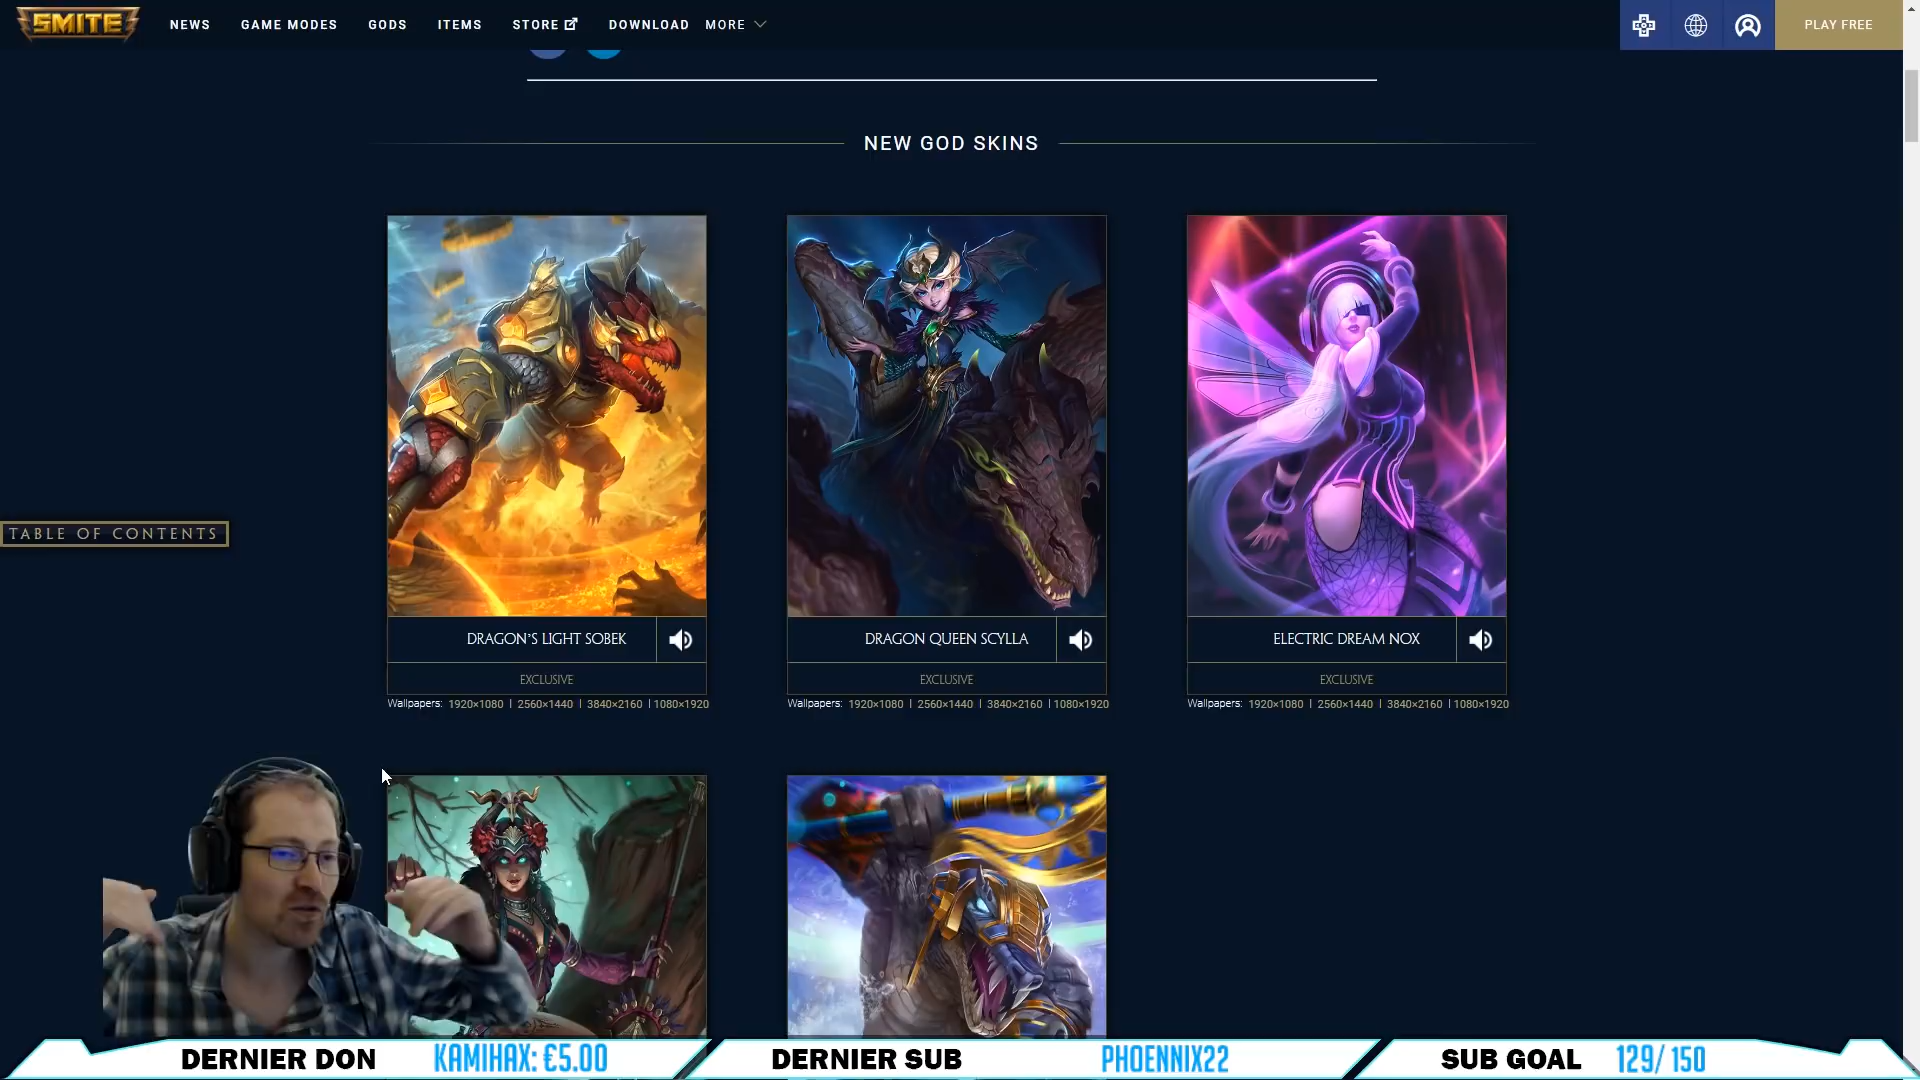 SMITE
NEWS GAME MODES GODS ITEMS STORE DOWNLOAD MORE PLAY FREE
NEW GOD SKINS
TABLE OF CONTENTS
DRAGON'S LIGHT SOBEK DRAGON QUEEN SCYLLA ELECTRIC DREAM NOX
EXCLUSIVE EXCLUSIVE EXCLUSIVE
Wallpapers: 1920×1080 | 2560×1440 | 3840×2160 | 1080×1920 Wallpapers: 1920×1080 | 2560×1440 | 3840×2160 | 1080×1920 Wallpapers: 1920×1080 | 2560×1440 | 3840×2160 | 1080×1920
DERNIER DON KAMIHAX: €5.00 DERNIER SUB PHOENNIX22 SUB GOAL 129/ 150